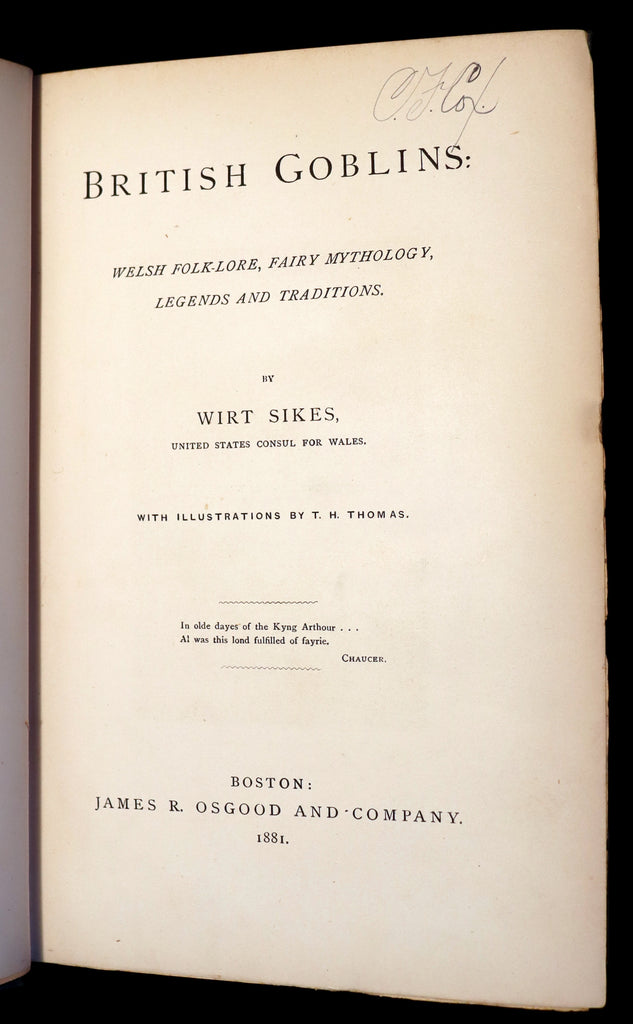 C. F. Cox.
BRITISH GOBLINS:
WELSH FOLK-LORE, FAIRY MYTHOLOGY,
LEGENDS AND TRADITIONS.
BY
WIRT SIKES,
UNITED STATES CONSUL FOR WALES.
WITH ILLUSTRATIONS BY T. H. THOMAS.
In olde dayes of the Kyng Arthour . . .
Al was this lond fulfilled of fayrie.
CHAUCER.
BOSTON:
JAMES R. OSGOOD AND COMPANY.
1881.